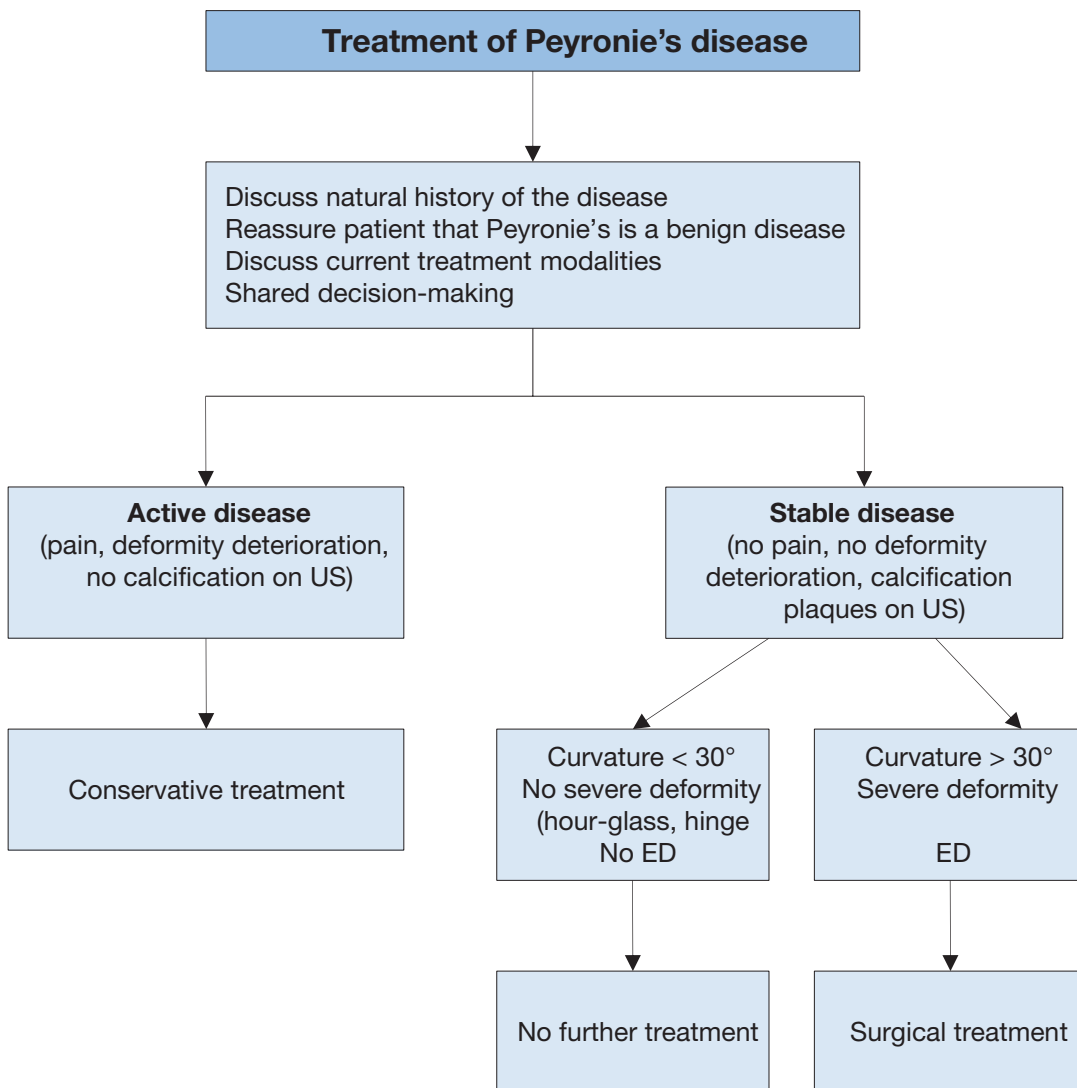 Treatment of Peyronie’s disease
Discuss natural history of the disease
Reassure patient that Peyronie’s is a benign disease
Discuss current treatment modalities
Shared decision-making
Active disease
(pain, deformity deterioration,
no calcification on US)
Stable disease
(no pain, no deformity
deterioration, calcification
plaques on US)
Conservative treatment
Curvature < 30°
No severe deformity
(hour-glass, hinge
No ED
Curvature > 30°
Severe deformity
ED
No further treatment
Surgical treatment